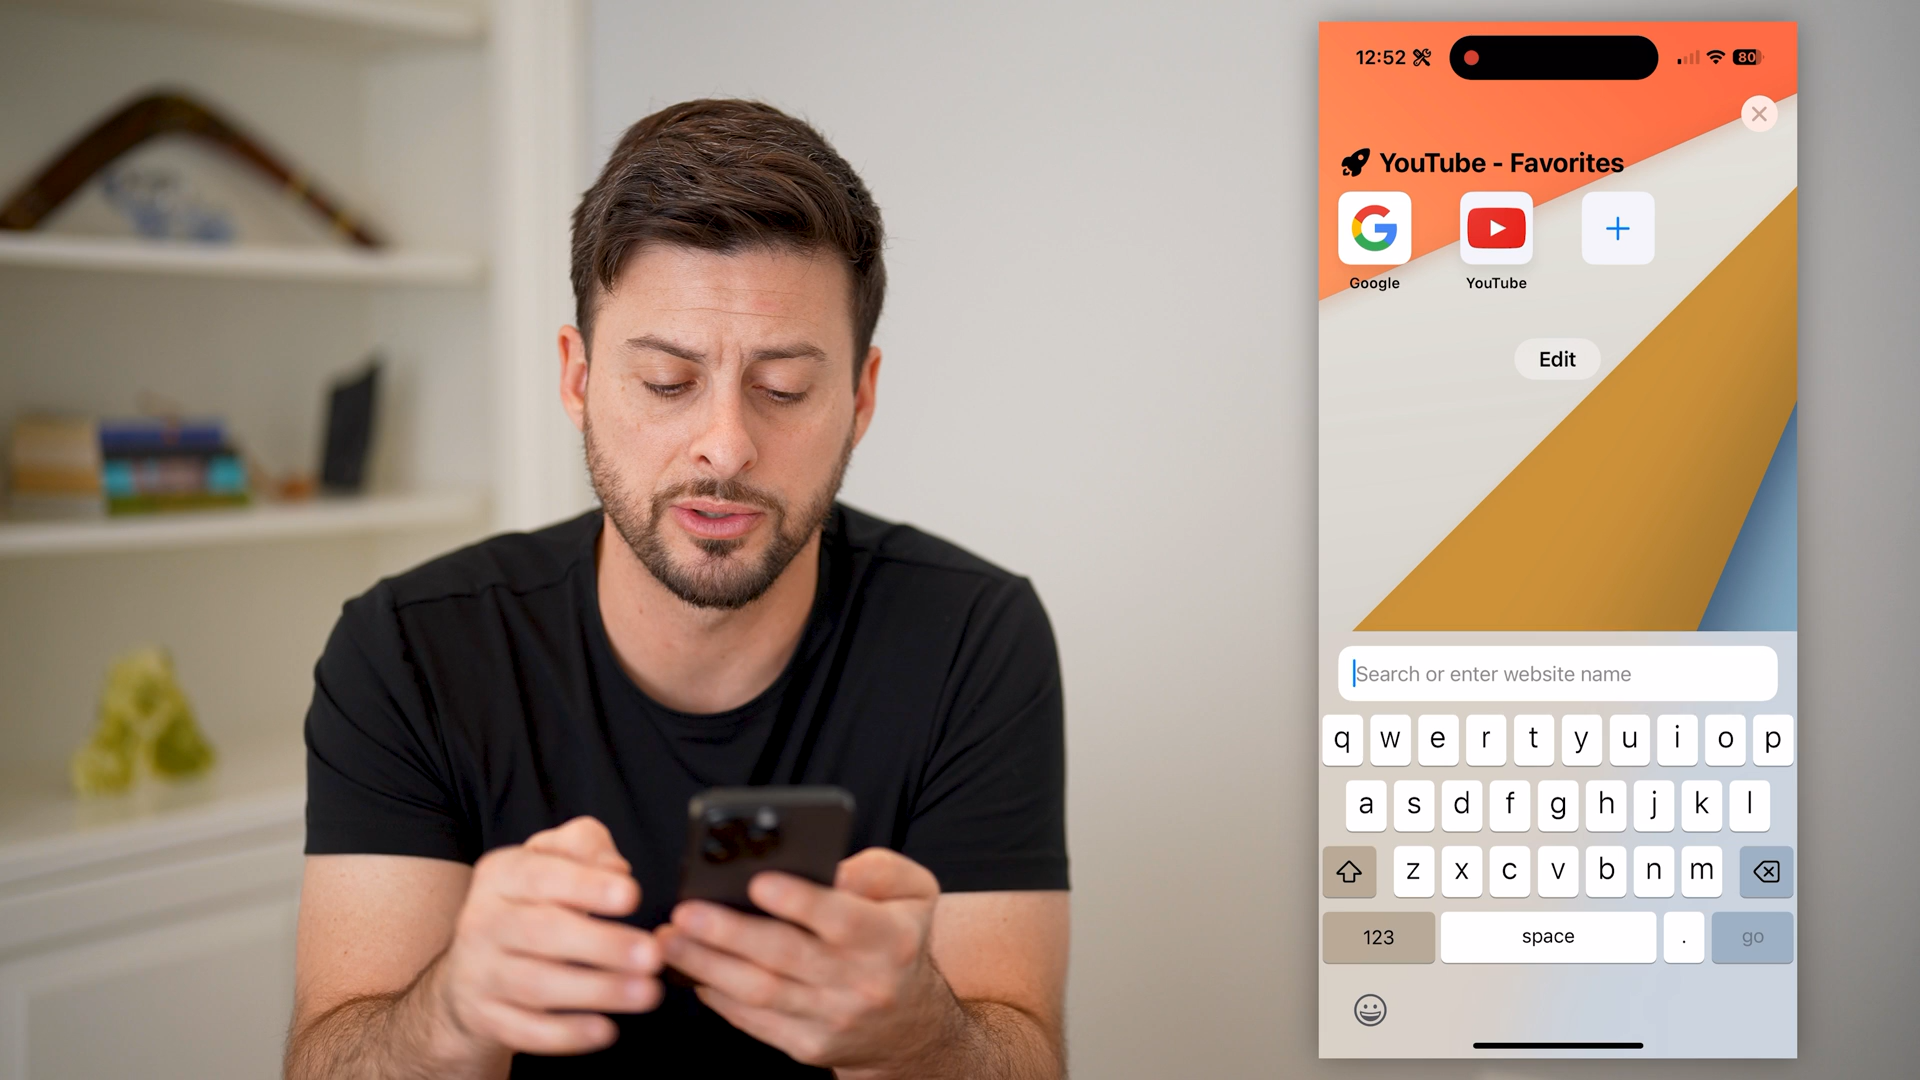 12:52
80
YouTube - Favorites
Google
YouTube
Edit
Search or enter website name
q w e r t y u i o p
a s d f g h j k l
z x c v b n m
123 space . go